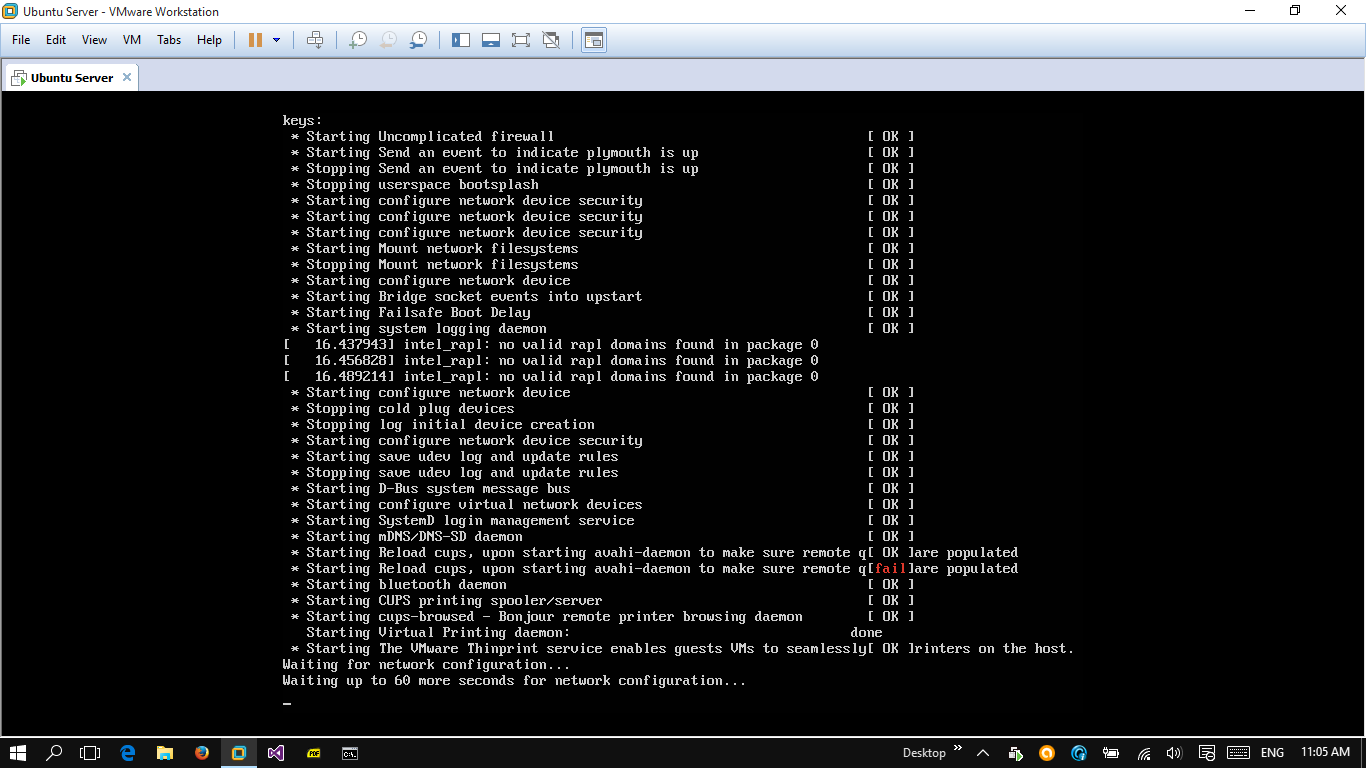 Ubuntu Server - VMware Workstation
File Edit View VM Tabs Help
Ubuntu Server
keys:
* Starting Uncomplicated firewall [ OK ]
* Starting Send an event to indicate plymouth is up [ OK ]
* Stopping Send an event to indicate plymouth is up [ OK ]
* Stopping userspace bootsplash [ OK ]
* Starting configure network device security [ OK ]
* Starting configure network device security [ OK ]
* Starting configure network device security [ OK ]
* Starting Mount network filesystems [ OK ]
* Stopping Mount network filesystems [ OK ]
* Starting configure network device [ OK ]
* Starting Bridge socket events into upstart [ OK ]
* Starting Failsafe Boot Delay [ OK ]
* Starting system logging daemon [ OK ]
[ 16.437943] intel_rapl: no valid rapl domains found in package 0
[ 16.456828] intel_rapl: no valid rapl domains found in package 0
[ 16.489214] intel_rapl: no valid rapl domains found in package 0
* Starting configure network device [ OK ]
* Stopping cold plug devices [ OK ]
* Stopping log initial device creation [ OK ]
* Starting configure network device security [ OK ]
* Starting save udev log and update rules [ OK ]
* Stopping save udev log and update rules [ OK ]
* Starting D-Bus system message bus [ OK ]
* Starting configure virtual network devices [ OK ]
* Starting SystemD login management service [ OK ]
* Starting mDNS/DNS-SD daemon [ OK ]
* Starting Reload cups, upon starting avahi-daemon to make sure remote q[ OK ]are populated
* Starting Reload cups, upon starting avahi-daemon to make sure remote q[fail]are populated
* Starting bluetooth daemon [ OK ]
* Starting CUPS printing spooler/server [ OK ]
* Starting cups-browsed - Bonjour remote printer browsing daemon [ OK ]
Starting Virtual Printing daemon: done
* Starting The VMware Thinprint service enables guests VMs to seamlessly[ OK ]rinters on the host.
Waiting for network configuration...
Waiting up to 60 more seconds for network configuration...
PDF C:\_ Desktop » ENG 11:05 AM